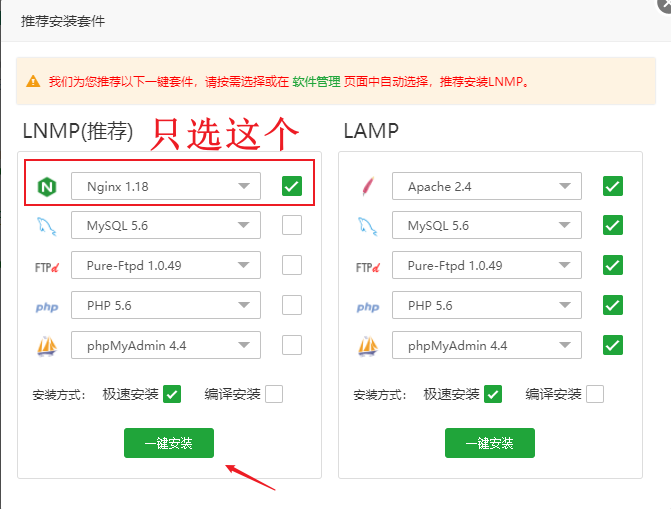 推荐安装套件
我们为您推荐以下一键套件，请按需选择或在 软件管理 页面中自动选择，推荐安装LNMP。
LNMP(推荐)
只选这个
Nginx 1.18
MySQL 5.6
FTPd
Pure-Ftpd 1.0.49
php
PHP 5.6
phpMyAdmin 4.4
安装方式： 极速安装 编译安装
一键安装
LAMP
Apache 2.4
MySQL 5.6
FTPd
Pure-Ftpd 1.0.49
php
PHP 5.6
phpMyAdmin 4.4
安装方式： 极速安装 编译安装
一键安装